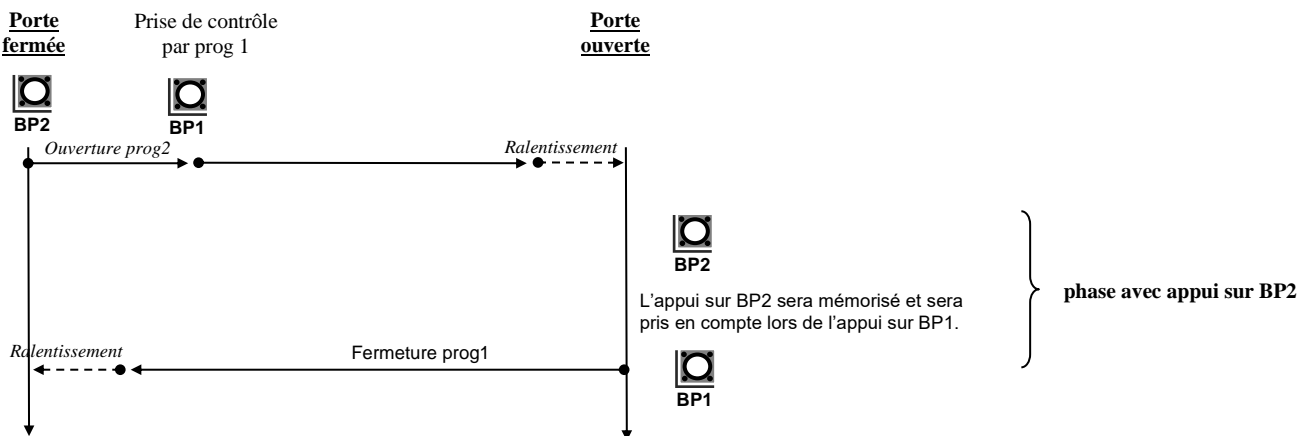 Porte
fermée
Prise de contrôle
par prog 1
Porte
ouverte
BP2
BP1
Ouverture prog2
Ralentissement
BP2
L'appui sur BP2 sera mémorisé et sera
pris en compte lors de l'appui sur BP1.
phase avec appui sur BP2
Ralentissement
Fermeture prog1
BP1